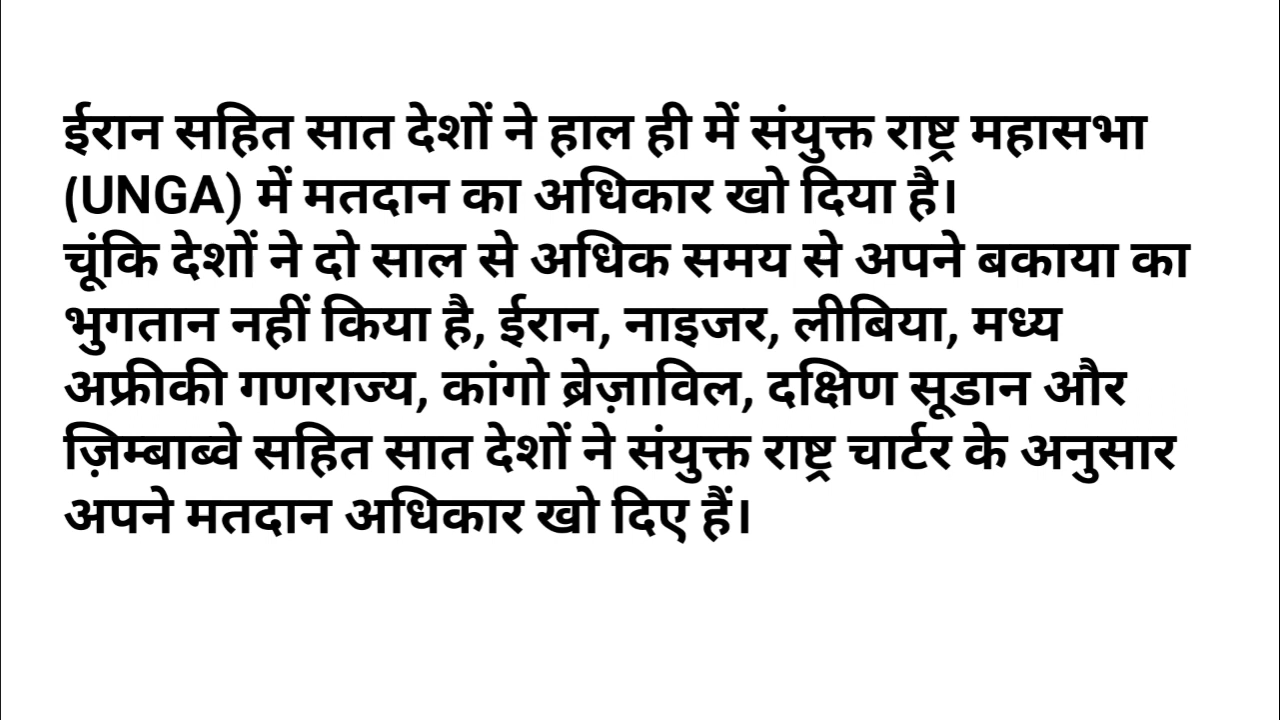 ईरान सहित सात देशों ने हाल ही में संयुक्त राष्ट्र महासभा
(UNGA) में मतदान का अधिकार खो दिया है।
चूंकि देशों ने दो साल से अधिक समय से अपने बकाया का
भुगतान नहीं किया है, ईरान, नाइजर, लीबिया, मध्य
अफ्रीकी गणराज्य, कांगो ब्रेज़ाविल, दक्षिण सूडान और
ज़िम्बाब्वे सहित सात देशों ने संयुक्त राष्ट्र चार्टर के अनुसार
अपने मतदान अधिकार खो दिए हैं।